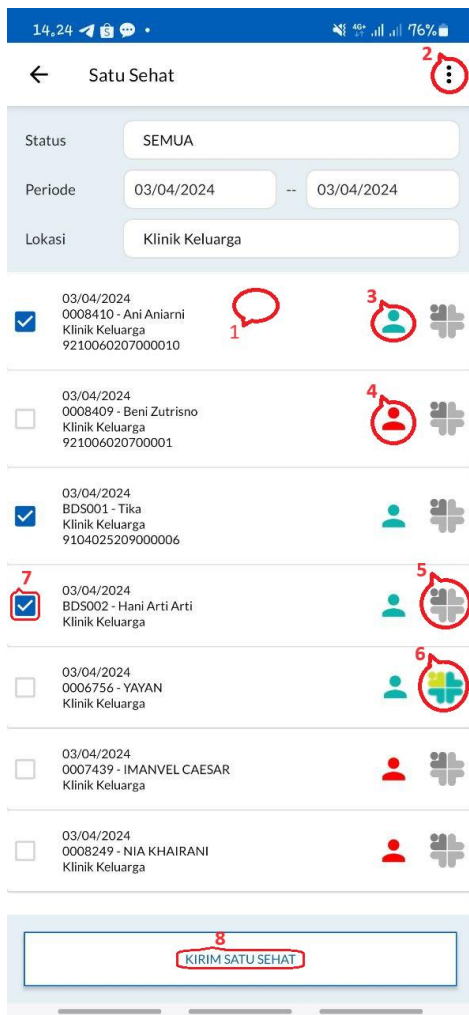 14.24
4G+ 76%
2
Satu Sehat
Status SEMUA
Periode 03/04/2024 -- 03/04/2024
Lokasi Klinik Keluarga
03/04/2024
0008410 - Ani Aniarni
Klinik Keluarga
9210060207000010
1
3
03/04/2024
0008409 - Beni Zutrisno
Klinik Keluarga
921006020700001
4
03/04/2024
BDS001 - Tika
Klinik Keluarga
9104025209000006
7
03/04/2024
BDS002 - Hani Arti Arti
Klinik Keluarga
5
03/04/2024
0006756 - YAYAN
Klinik Keluarga
6
03/04/2024
0007439 - IMANVEL CAESAR
Klinik Keluarga
03/04/2024
0008249 - NIA KHAIRANI
Klinik Keluarga
8
KIRIM SATU SEHAT